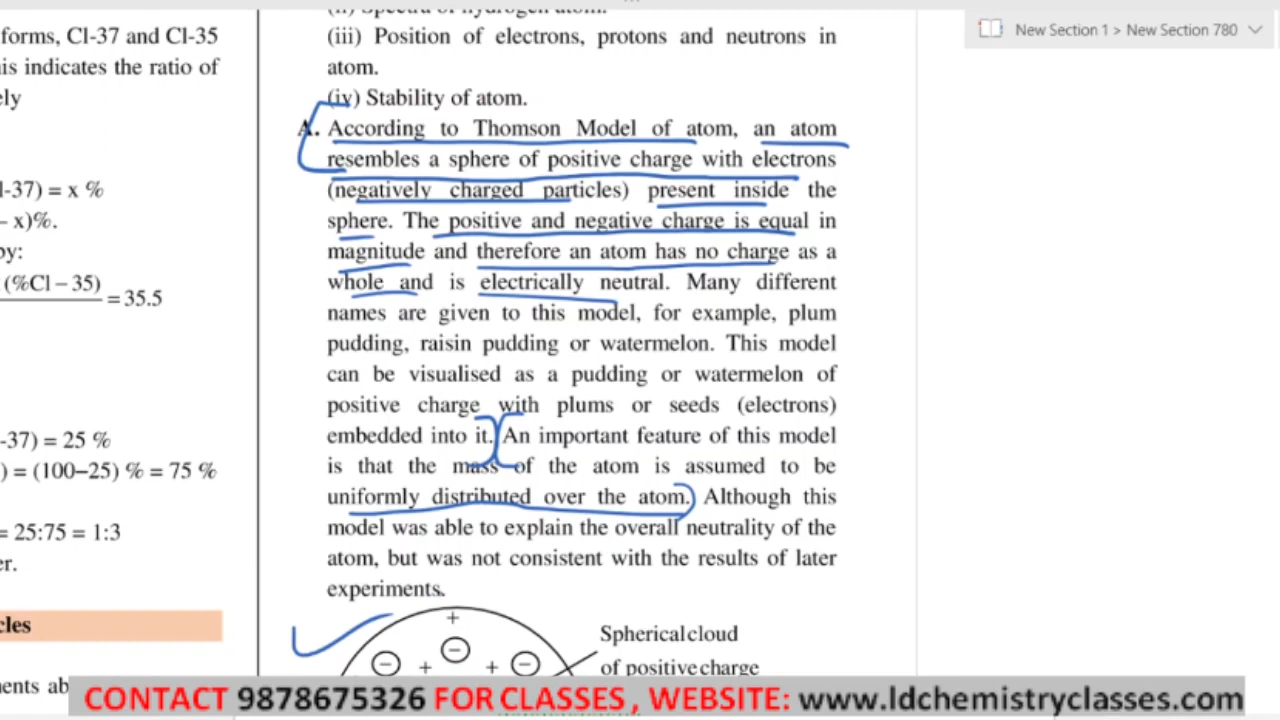 forms, Cl-37 and Cl-35
is indicates the ratio of
ely
l-37) = x %
– x)%.
by:
(%Cl – 35)
= 35.5
-37) = 25 %
) = (100–25) % = 75 %
= 25:75 = 1:3
er.
cles
ents ab
(ii) Spectra of hydrogen atom.
(iii) Position of electrons, protons and neutrons in
atom.
(iv) Stability of atom.
A. According to Thomson Model of atom, an atom
resembles a sphere of positive charge with electrons
(negatively charged particles) present inside the
sphere. The positive and negative charge is equal in
magnitude and therefore an atom has no charge as a
whole and is electrically neutral. Many different
names are given to this model, for example, plum
pudding, raisin pudding or watermelon. This model
can be visualised as a pudding or watermelon of
positive charge with plums or seeds (electrons)
embedded into it. An important feature of this model
is that the mass of the atom is assumed to be
uniformly distributed over the atom. Although this
model was able to explain the overall neutrality of the
atom, but was not consistent with the results of later
experiments.
+
–
– + + –
Spherical cloud
of positive charge
New Section 1 > New Section 780
CONTACT 9878675326 FOR CLASSES , WEBSITE: www.ldchemistryclasses.com